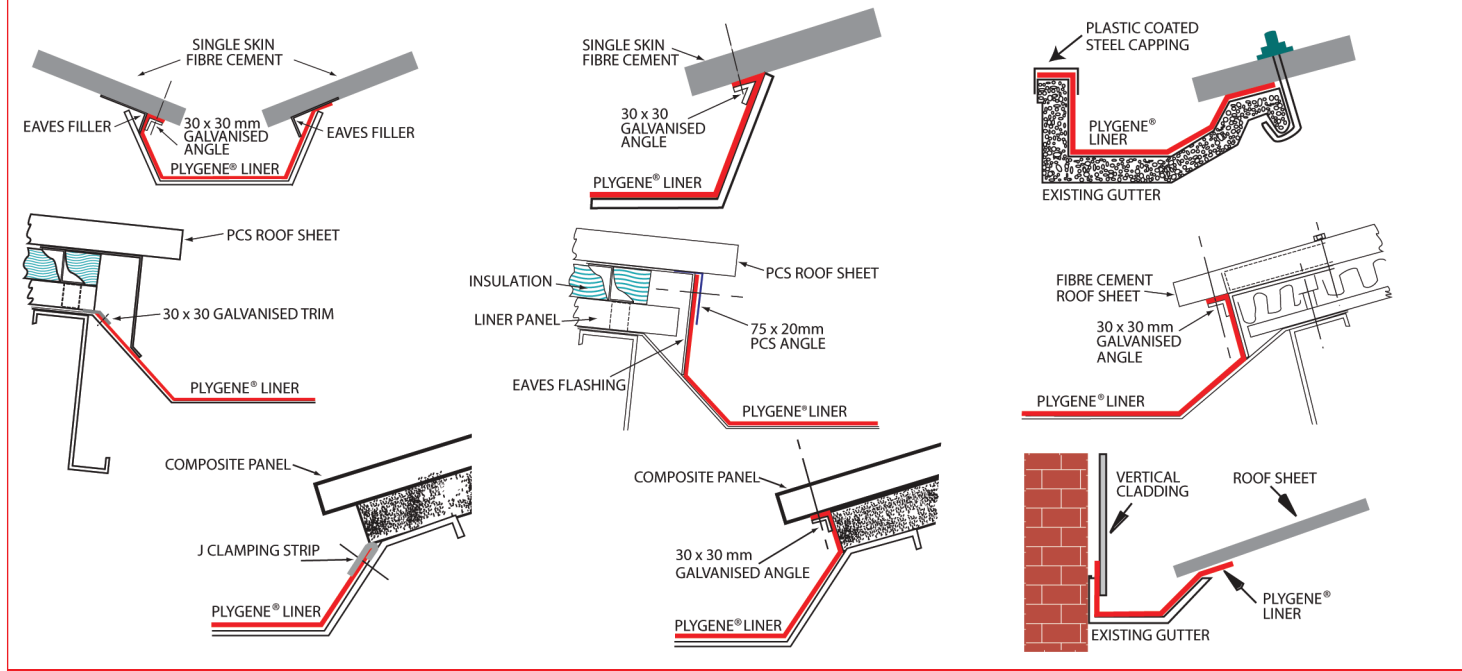 SINGLE SKIN
FIBRE CEMENT
EAVES FILLER
30 x 30 mm
GALVANISED
ANGLE
EAVES FILLER
PLYGENE® LINER
SINGLE SKIN
FIBRE CEMENT
30 x 30
GALVANISED
ANGLE
PLYGENE® LINER
PLASTIC COATED
STEEL CAPPING
PLYGENE®
LINER
EXISTING GUTTER
PCS ROOF SHEET
30 x 30 GALVANISED TRIM
PLYGENE® LINER
INSULATION
PCS ROOF SHEET
LINER PANEL
75 x 20mm
PCS ANGLE
EAVES FLASHING
PLYGENE® LINER
FIBRE CEMENT
ROOF SHEET
30 x 30 mm
GALVANISED
ANGLE
PLYGENE® LINER
COMPOSITE PANEL
J CLAMPING STRIP
PLYGENE® LINER
COMPOSITE PANEL
30 x 30 mm
GALVANISED ANGLE
PLYGENE® LINER
VERTICAL
CLADDING
ROOF SHEET
PLYGENE®
LINER
EXISTING GUTTER